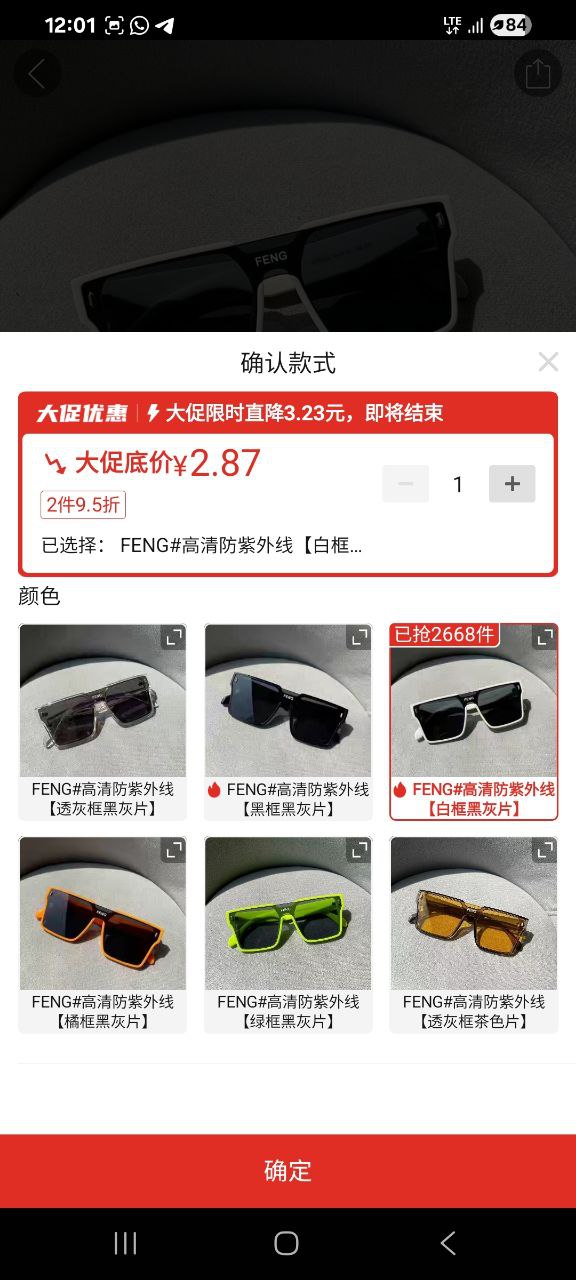 12:01
LTE
84
FENG
确认款式
大促优惠 大促限时直降3.23元，即将结束
大促底价¥2.87
1
2件9.5折
已选择： FENG#高清防紫外线【白框...
颜色
已抢2668件
FENG#高清防紫外线
【透灰框黑灰片】
FENG#高清防紫外线
【黑框黑灰片】
FENG#高清防紫外线
【白框黑灰片】
FENG#高清防紫外线
【橘框黑灰片】
FENG#高清防紫外线
【绿框黑灰片】
FENG#高清防紫外线
【透灰框茶色片】
确定